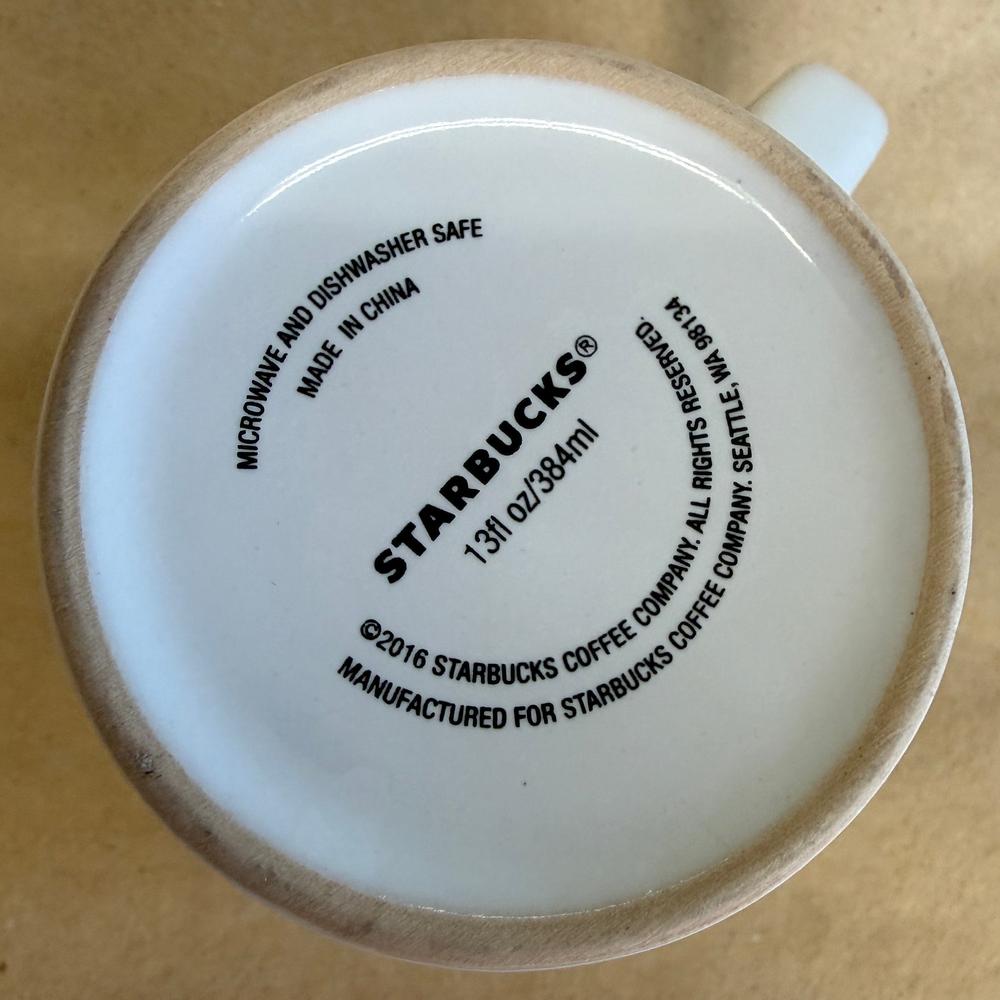 MICROWAVE AND DISHWASHER SAFE
MADE IN CHINA
STARBUCKS®
13fl oz/384ml
©2016 STARBUCKS COFFEE COMPANY. ALL RIGHTS RESERVED.
MANUFACTURED FOR STARBUCKS COFFEE COMPANY. SEATTLE, WA 98134